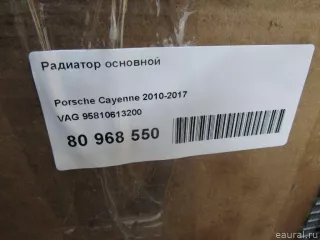 Радиатор основной
Porsche Cayenne 2010-2017
VAG 95810613200
80 968 550
eaural.ru